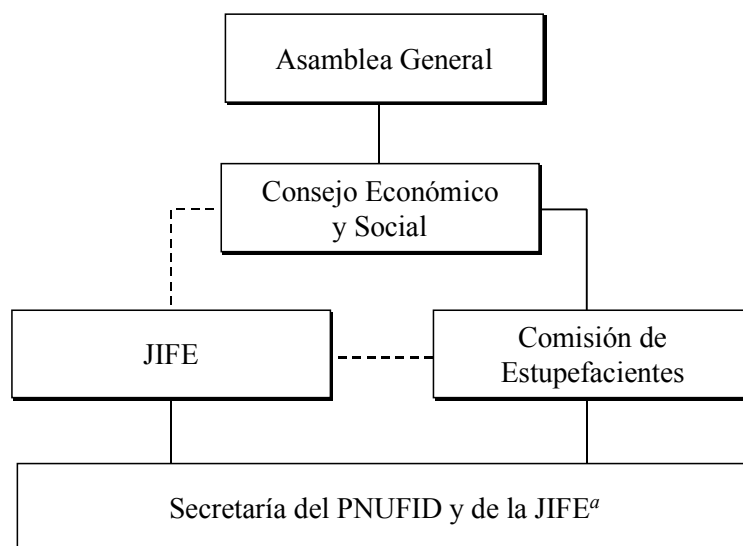 Asamblea General
Consejo Económico
y Social
JIFE
Comisión de
Estupefacientes
Secretaría del PNUFID y de la JIFEª